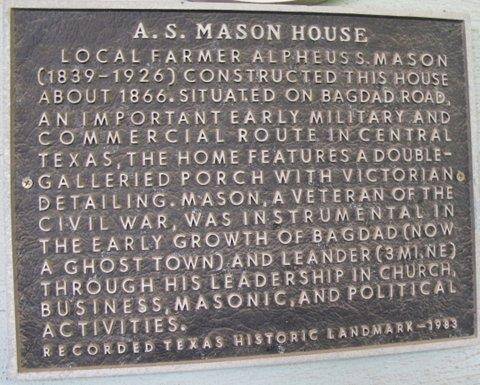 A. S. MASON HOUSE
LOCAL FARMER ALPHEUS S. MASON
(1839-1926) CONSTRUCTED THIS HOUSE
ABOUT 1866. SITUATED ON BAGDAD ROAD,
AN IMPORTANT EARLY MILITARY AND
COMMERCIAL ROUTE IN CENTRAL
TEXAS, THE HOME FEATURES A DOUBLE-
GALLERIED PORCH WITH VICTORIAN
DETAILING. MASON, A VETERAN OF THE
CIVIL WAR, WAS INSTRUMENTAL IN
THE EARLY GROWTH OF BAGDAD (NOW
A GHOST TOWN) AND LEANDER (3 MI. NE)
THROUGH HIS LEADERSHIP IN CHURCH,
BUSINESS, MASONIC, AND POLITICAL
ACTIVITIES.
RECORDED TEXAS HISTORIC LANDMARK—1983